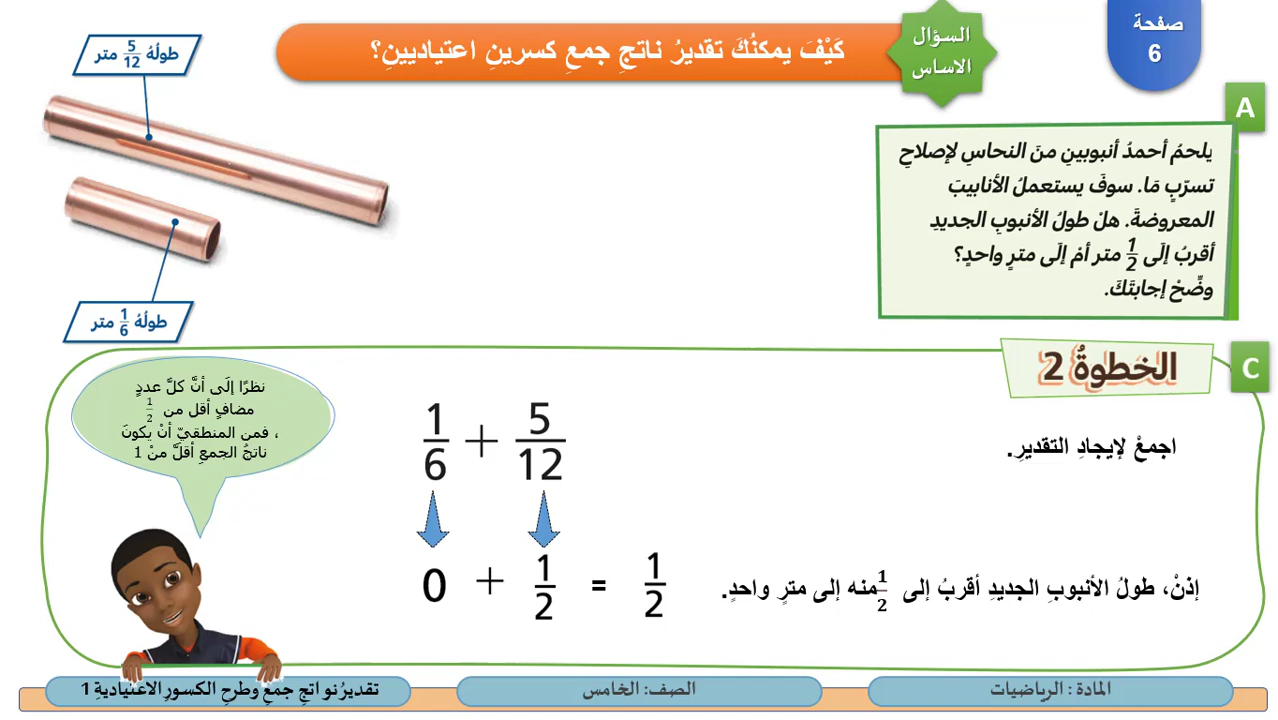 صفحة
6
السؤال
الاساس
كَيْفَ يمكنُكَ تقديرُ ناتجِ جمعِ كسرينِ اعتياديينِ؟
طولُهُ 5/12 متر
طولُهُ 1/6 متر
A
يلحمُ أحمدُ أنبوبينِ منَ النحاسِ لإصلاحِ
تسرّبٍ مَا. سوفَ يستعملُ الأنابيبَ
المعروضةَ. هلْ طولُ الأنبوبِ الجديدِ
أقربُ إلَى 1/2 متر أمْ إلَى مترٍ واحدٍ؟
وضِّحْ إجابتَكَ.
C
الخطوةُ 2
اجمعْ لإيجادِ التقديرِ.
1/6 + 5/12
0 + 1/2 = 1/2
إذنْ، طولُ الأنبوبِ الجديدِ أقربُ إلى 1/2 منه إلى مترٍ واحدٍ.
نظرًا إلَى أنَّ كلَّ عددٍ
مضافٍ أقل من 1/2
، فمن المنطقيّ أنْ يكونَ
ناتجُ الجمعِ أقلَّ منْ 1
المادة : الرياضيات
الصف: الخامس
تقديرُ نواتجِ جمعِ وطرحِ الكسورِ الاعتياديةِ 1